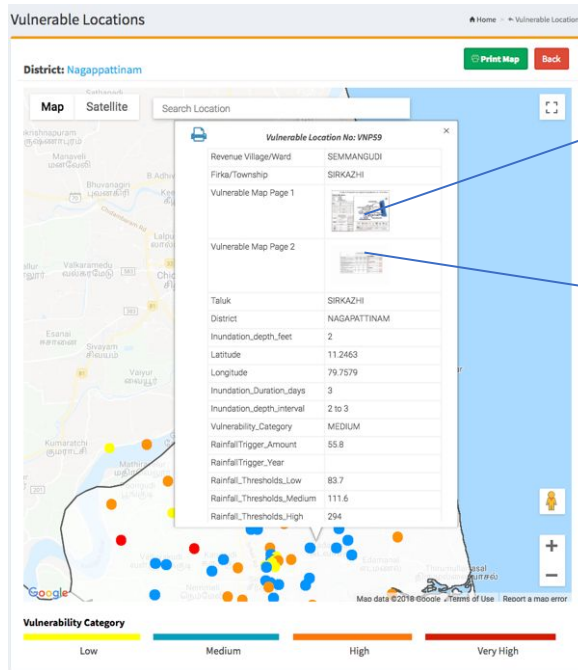 Vulnerable Locations
Home - Vulnerable Location
District: Nagappattinam
Print Map Back
Map Satellite
Search Location
Vulnerable Location No: VNP59 ×
Revenue Village/Ward SEMMANGUDI
Firka/Township SIRKAZHI
Vulnerable Map Page 1
Vulnerable Map Page 2
Taluk SIRKAZHI
District NAGAPATTINAM
Inundation_depth_feet 2
Latitude 11.2463
Longitude 79.7579
Inundation_Duration_days 3
Inundation_depth_interval 2 to 3
Vulnerability_Category MEDIUM
RainfallTrigger_Amount 55.8
RainfallTrigger_Year
Rainfall_Thresholds_Low 83.7
Rainfall_Thresholds_Medium 111.6
Rainfall_Thresholds_High 294
Manaveli
Bhuvanagiri
புவனகிரி
Valkaramedu
Esanai
Sivayam
Vaiyur
வையூர்
Kumaratchi
குமராட்சி
Google
Map data ©2018 Google Terms of Use Report a map error
Vulnerability Category
Low Medium High Very High